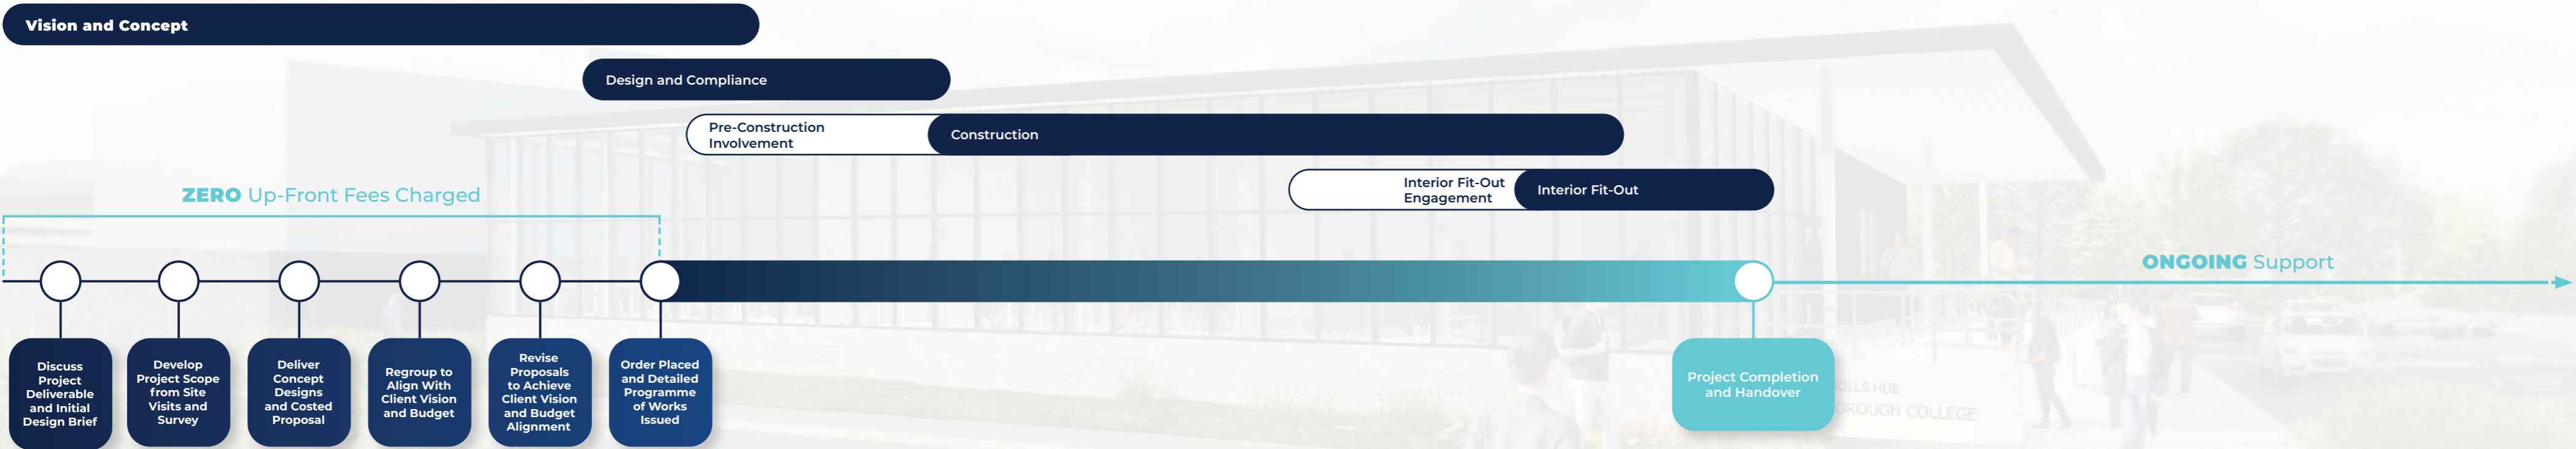 Vision and Concept
Design and Compliance
Pre-Construction
Involvement
Construction
Interior Fit-Out
Engagement
Interior Fit-Out
ZERO Up-Front Fees Charged
ONGOING Support
Discuss
Project
Deliverable
and Initial
Design Brief
Develop
Project Scope
from Site
Visits and
Survey
Deliver
Concept
Designs
and Costed
Proposal
Regroup to
Align With
Client Vision
and Budget
Revise
Proposals
to Achieve
Client Vision
and Budget
Alignment
Order Placed
and Detailed
Programme
of Works
Issued
Project Completion
and Handover
HUB
COLLEGE